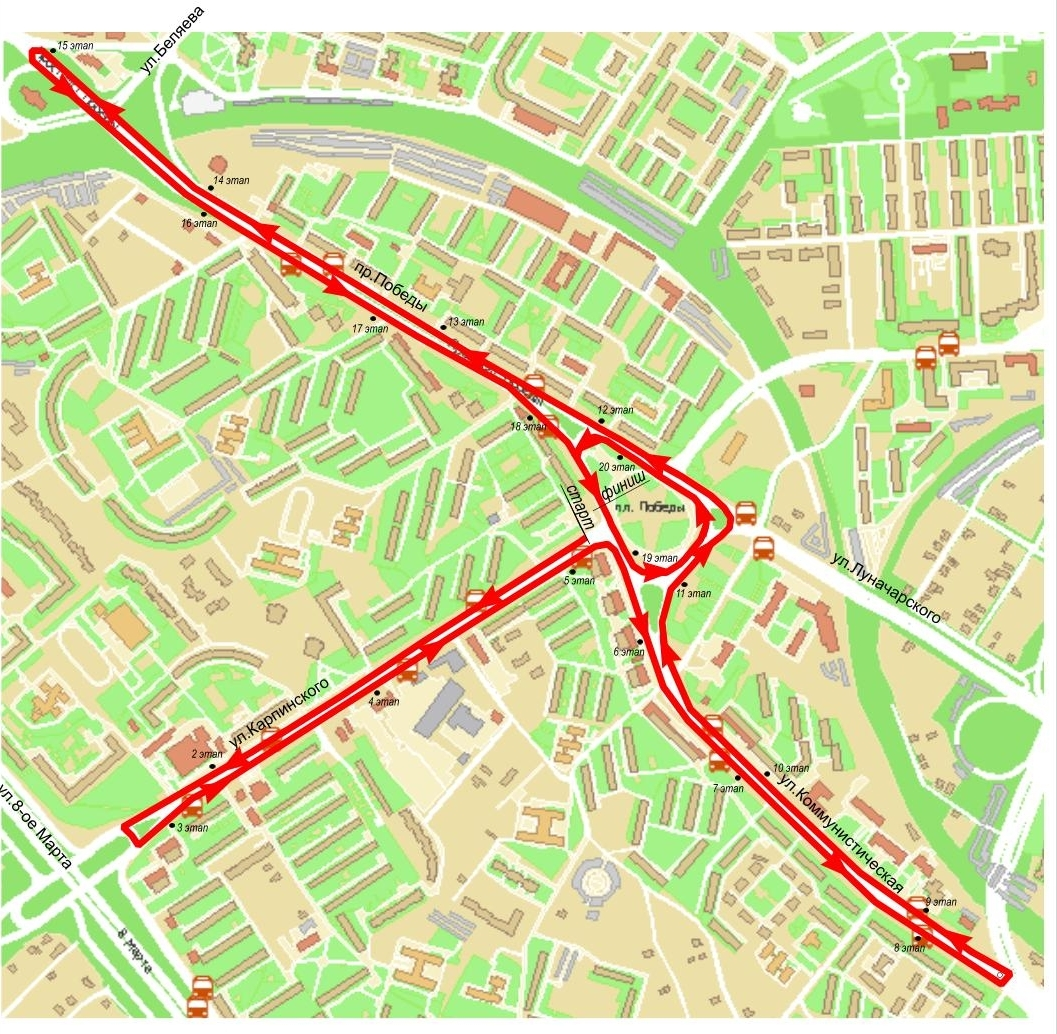 ул.Беляева
15 этап
14 этап
16 этап
пр.Победы
17 этап
13 этап
12 этап
18 этап
20 этап
финиш
старт
пл. Победы
19 этап
5 этап
11 этап
ул.Луначарского
6 этап
ул.Карпинского
4 этап
2 этап
3 этап
10 этап
7 этап
ул.Коммунистическая
ул.8-ое Марта
9 этап
8 этап
8 Марта